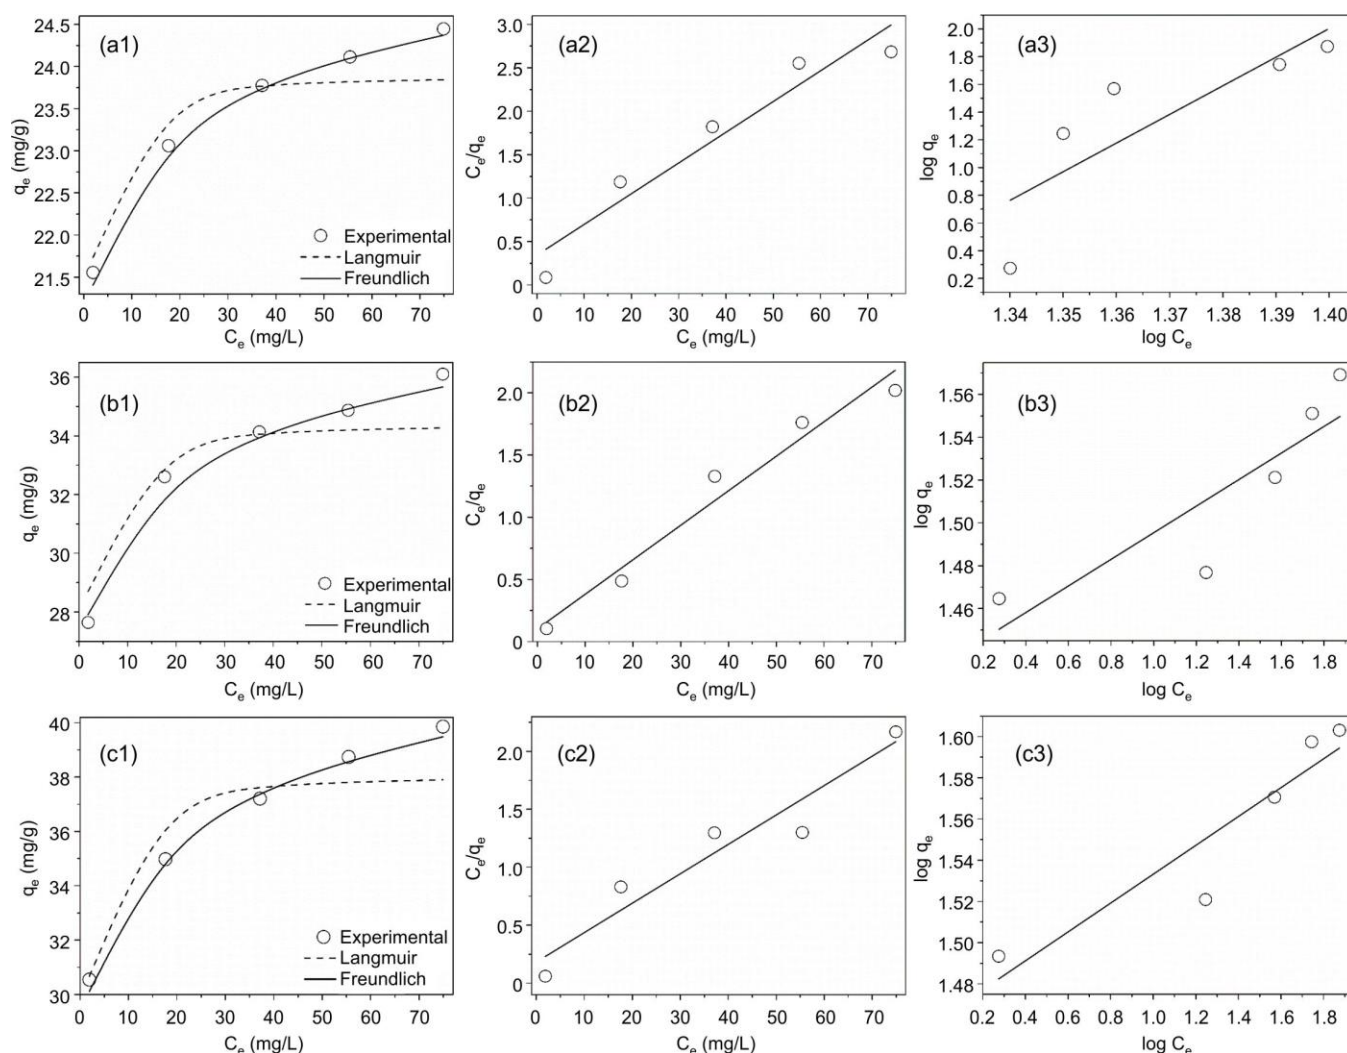 (a1)
q_e (mg/g)
24.5
24.0
23.5
23.0
22.5
22.0
21.5
Experimental
Langmuir
Freundlich
0 10 20 30 40 50 60 70
C_e (mg/L)
(a2)
C_e/q_e
3.0
2.5
2.0
1.5
1.0
0.5
0
0 10 20 30 40 50 60 70
C_e (mg/L)
(a3)
log q_e
2.0
1.8
1.6
1.4
1.2
1.0
0.8
0.6
0.4
0.2
1.34 1.35 1.36 1.37 1.38 1.39 1.40
log C_e
(b1)
q_e (mg/g)
36
34
32
30
28
Experimental
Langmuir
Freundlich
0 10 20 30 40 50 60 70
C_e (mg/L)
(b2)
C_e/q_e
2.0
1.5
1.0
0.5
0
0 10 20 30 40 50 60 70
C_e (mg/L)
(b3)
log q_e
1.56
1.54
1.52
1.50
1.48
1.46
0.2 0.4 0.6 0.8 1.0 1.2 1.4 1.6 1.8
log C_e
(c1)
q_e (mg/g)
40
38
36
34
32
30
Experimental
Langmuir
Freundlich
0 10 20 30 40 50 60 70
C_e (mg/L)
(c2)
C_e/q_e
2.0
1.5
1.0
0.5
0
0 10 20 30 40 50 60 70
C_e (mg/L)
(c3)
log q_e
1.60
1.58
1.56
1.54
1.52
1.50
1.48
0.2 0.4 0.6 0.8 1.0 1.2 1.4 1.6 1.8
log C_e